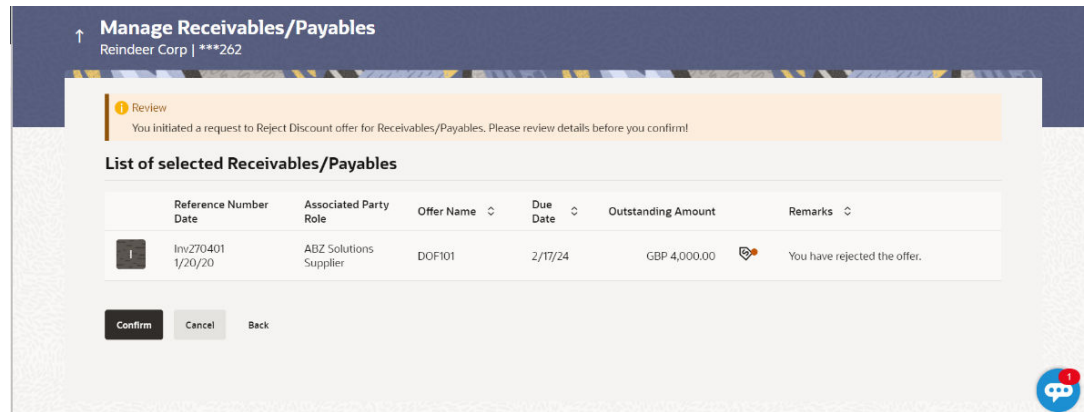 Manage Receivables/Payables
Reindeer Corp | ***262
Review
You initiated a request to Reject Discount offer for Receivables/Payables. Please review details before you confirm!
List of selected Receivables/Payables
Reference Number Date
Associated Party Role
Offer Name
Due Date
Outstanding Amount
Remarks
I
Inv270401
1/20/20
ABZ Solutions
Supplier
DOF101
2/17/24
GBP 4,000.00
You have rejected the offer.
Confirm Cancel Back
1